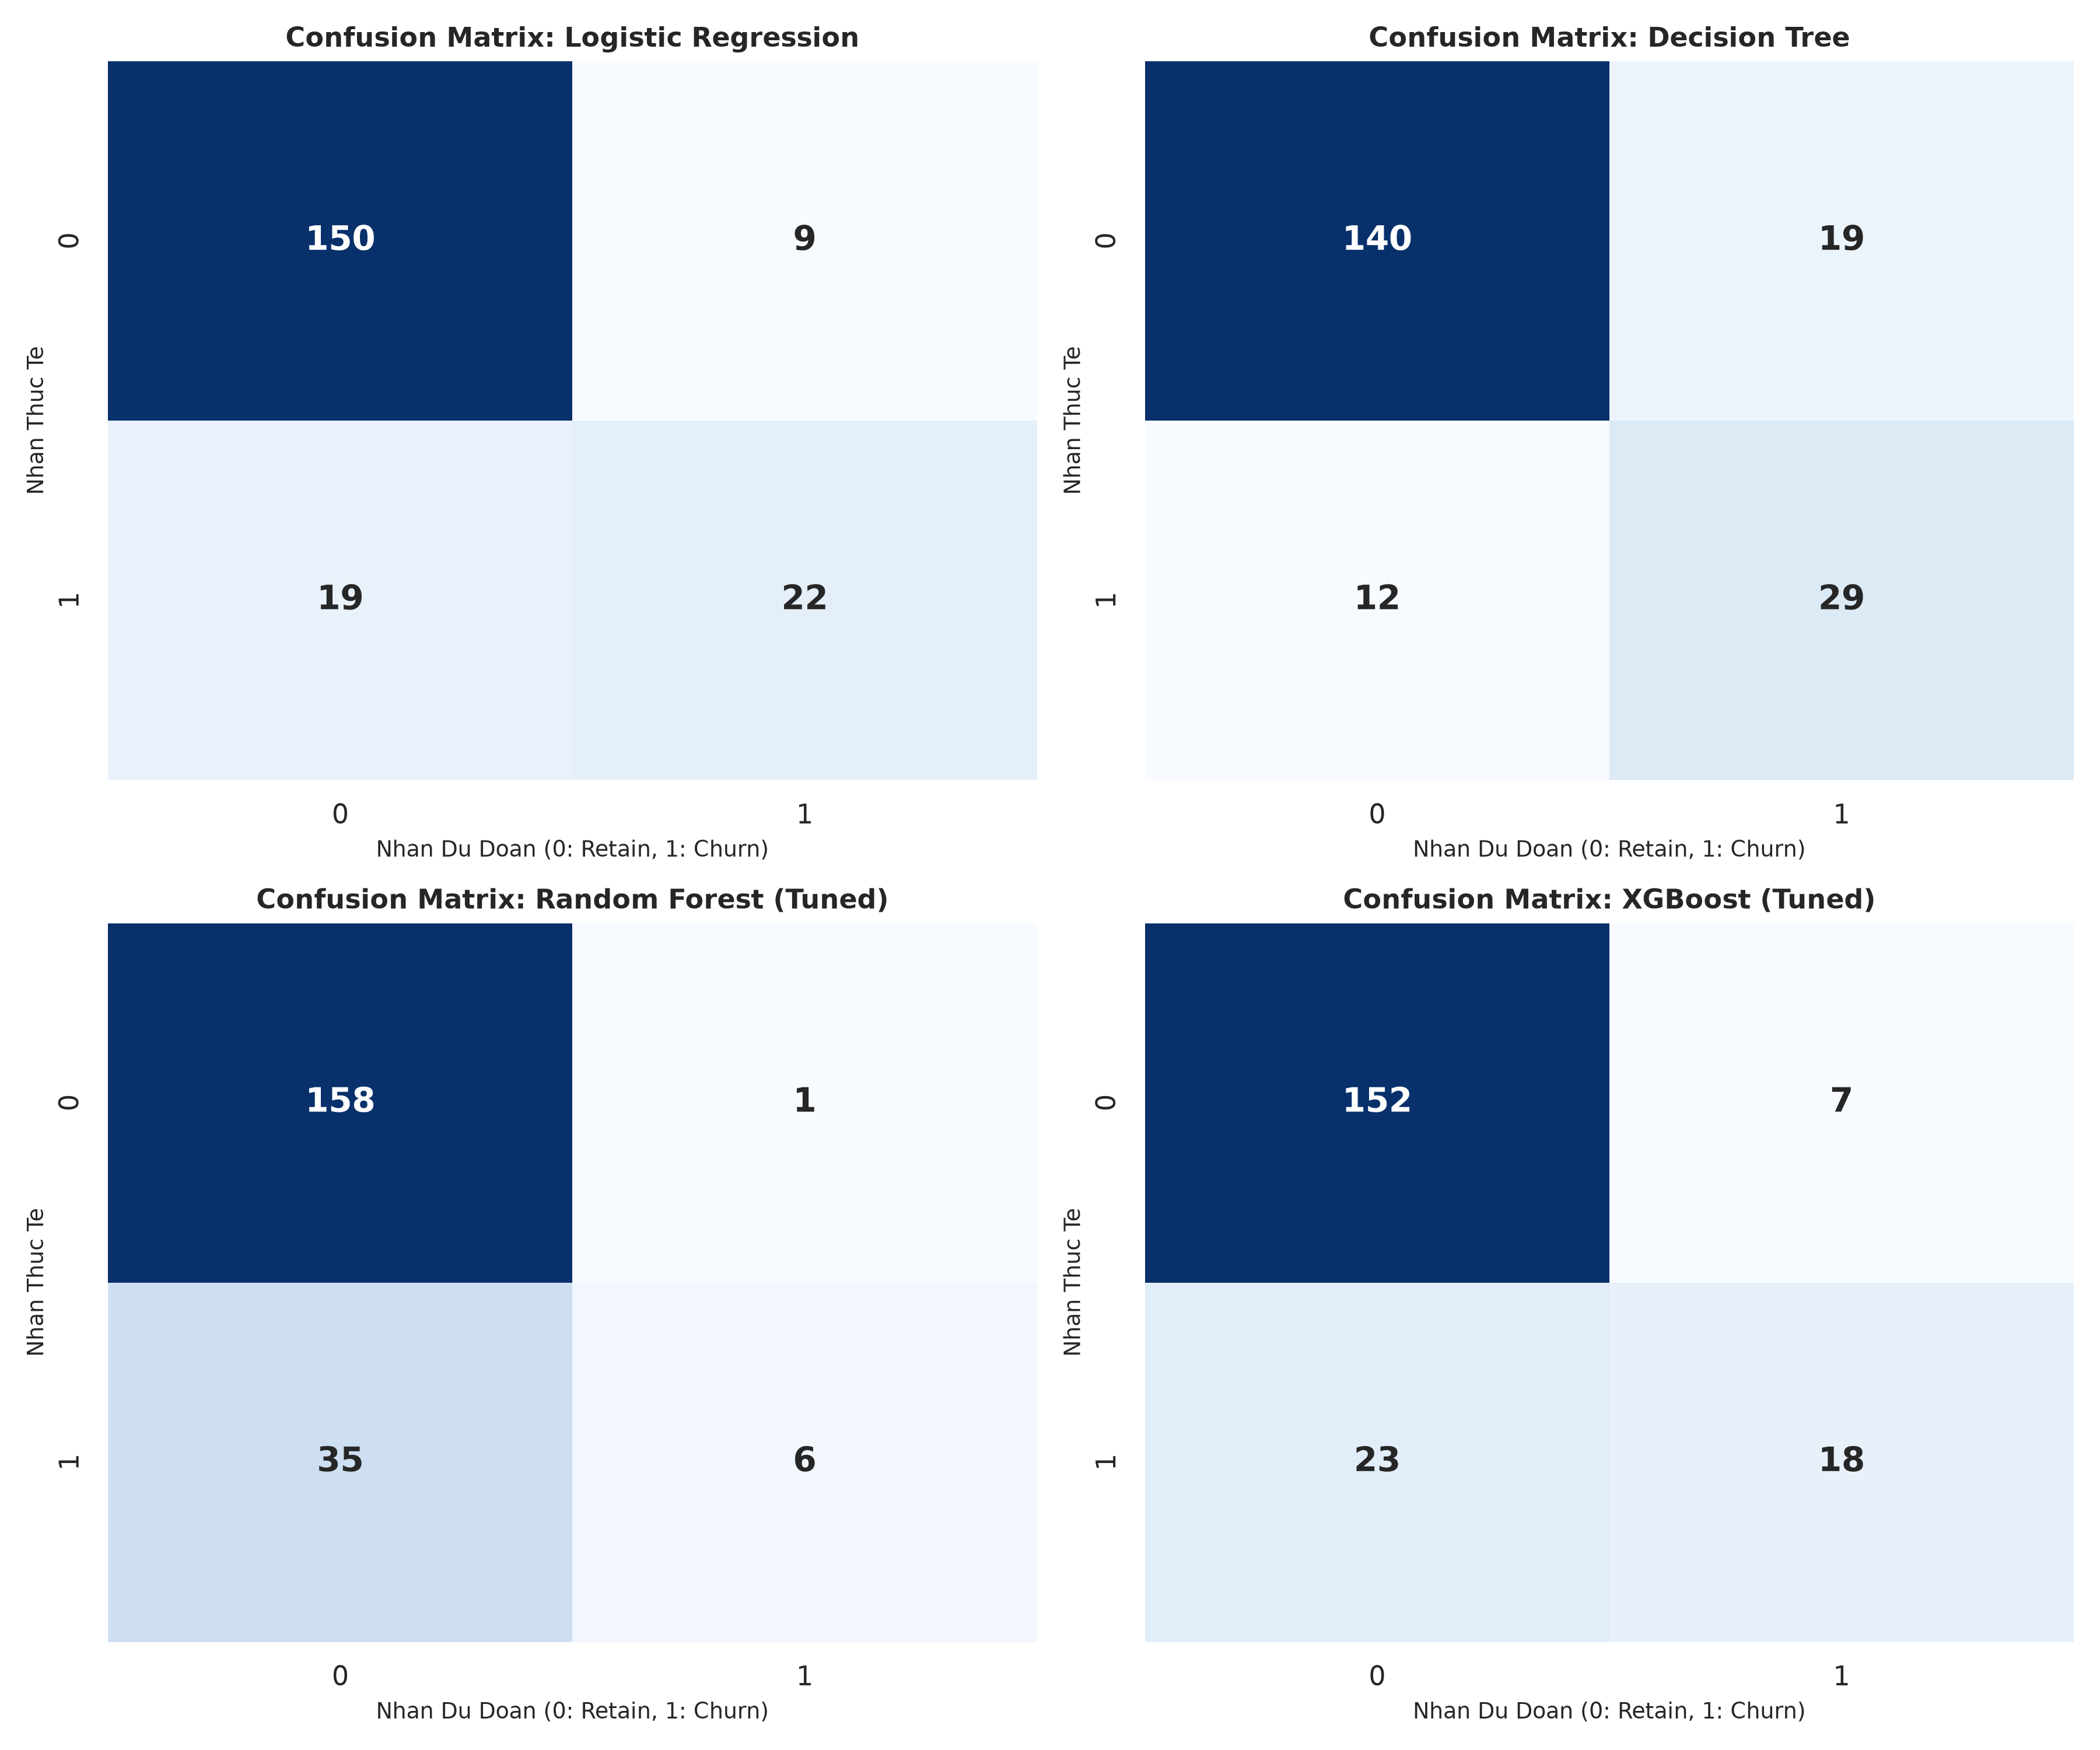 Confusion Matrix: Logistic Regression
Nhan Thuc Te
0
150
9
1
19
22
0
1
Nhan Du Doan (0: Retain, 1: Churn)
Confusion Matrix: Decision Tree
Nhan Thuc Te
0
140
19
1
12
29
0
1
Nhan Du Doan (0: Retain, 1: Churn)
Confusion Matrix: Random Forest (Tuned)
Nhan Thuc Te
0
158
1
1
35
6
0
1
Nhan Du Doan (0: Retain, 1: Churn)
Confusion Matrix: XGBoost (Tuned)
Nhan Thuc Te
0
152
7
1
23
18
0
1
Nhan Du Doan (0: Retain, 1: Churn)